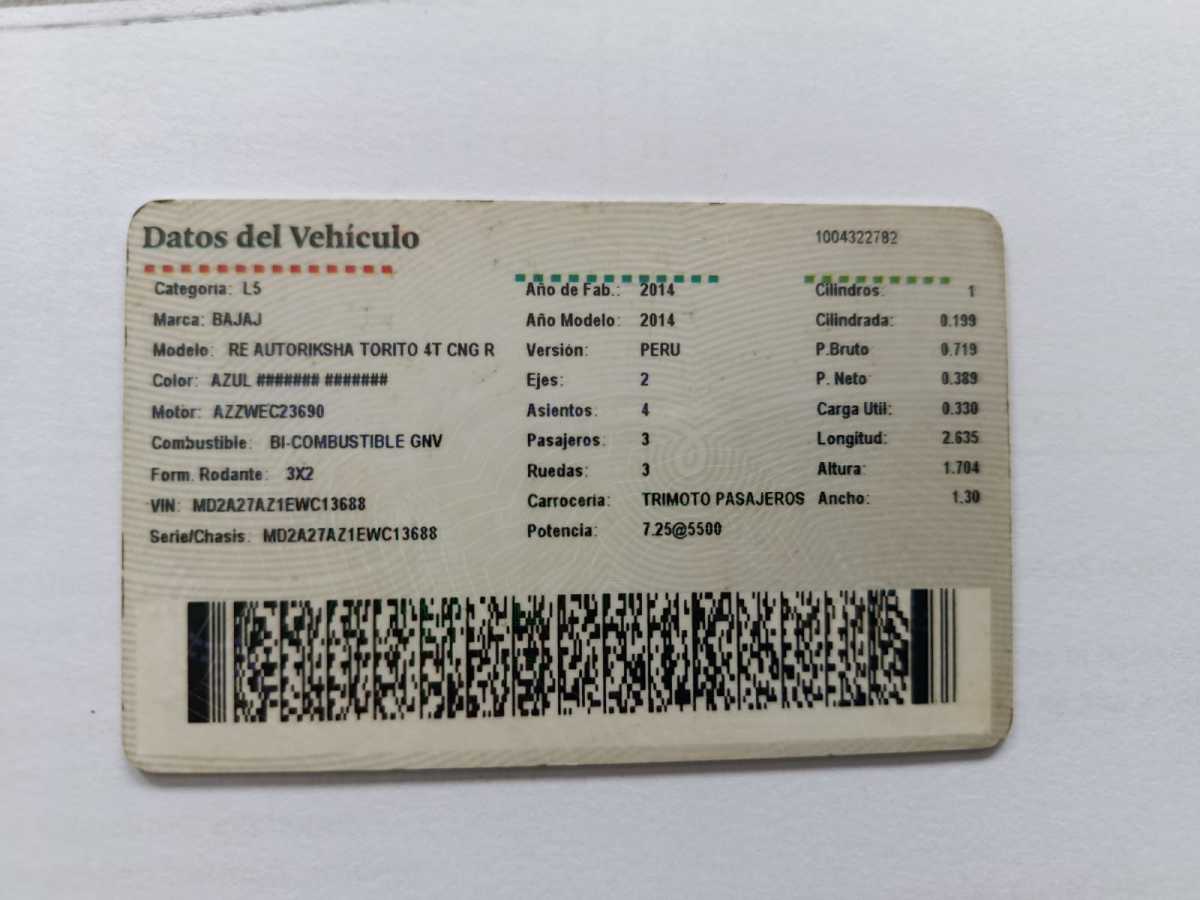 Datos del Vehículo
1004322782
Categoria: L5
Marca: BAJAJ
Modelo: RE AUTORIKSHA TORITO 4T CNG R
Color: AZUL ####### #######
Motor: AZZWEC23690
Combustible: BI-COMBUSTIBLE GNV
Form. Rodante: 3X2
VIN: MD2A27AZ1EWC13688
Serie/Chasis: MD2A27AZ1EWC13688
Año de Fab.: 2014
Año Modelo: 2014
Versión: PERU
Ejes: 2
Asientos: 4
Pasajeros: 3
Ruedas: 3
Carroceria: TRIMOTO PASAJEROS
Potencia: 7.25@5500
Cilindros: 1
Cilindrada: 0.199
P.Bruto 0.719
P. Neto 0.389
Carga Util: 0.330
Longitud: 2.635
Altura: 1.704
Ancho: 1.30